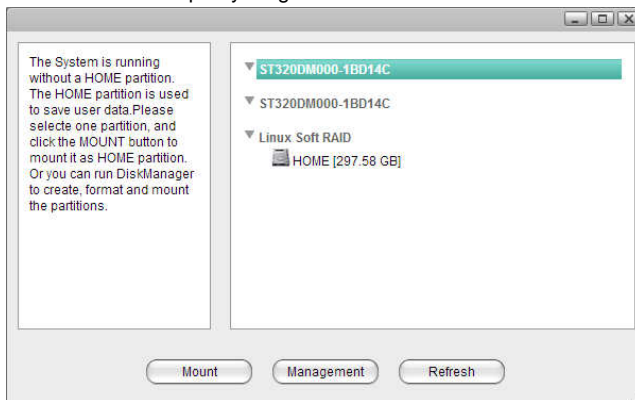 The System is running
without a HOME partition.
The HOME partition is used
to save user data.Please
selecte one partition, and
click the MOUNT button to
mount it as HOME partition.
Or you can run DiskManager
to create, format and mount
the partitions.
ST320DM000-1BD14C
ST320DM000-1BD14C
Linux Soft RAID
HOME [297.58 GB]
Mount
Management
Refresh